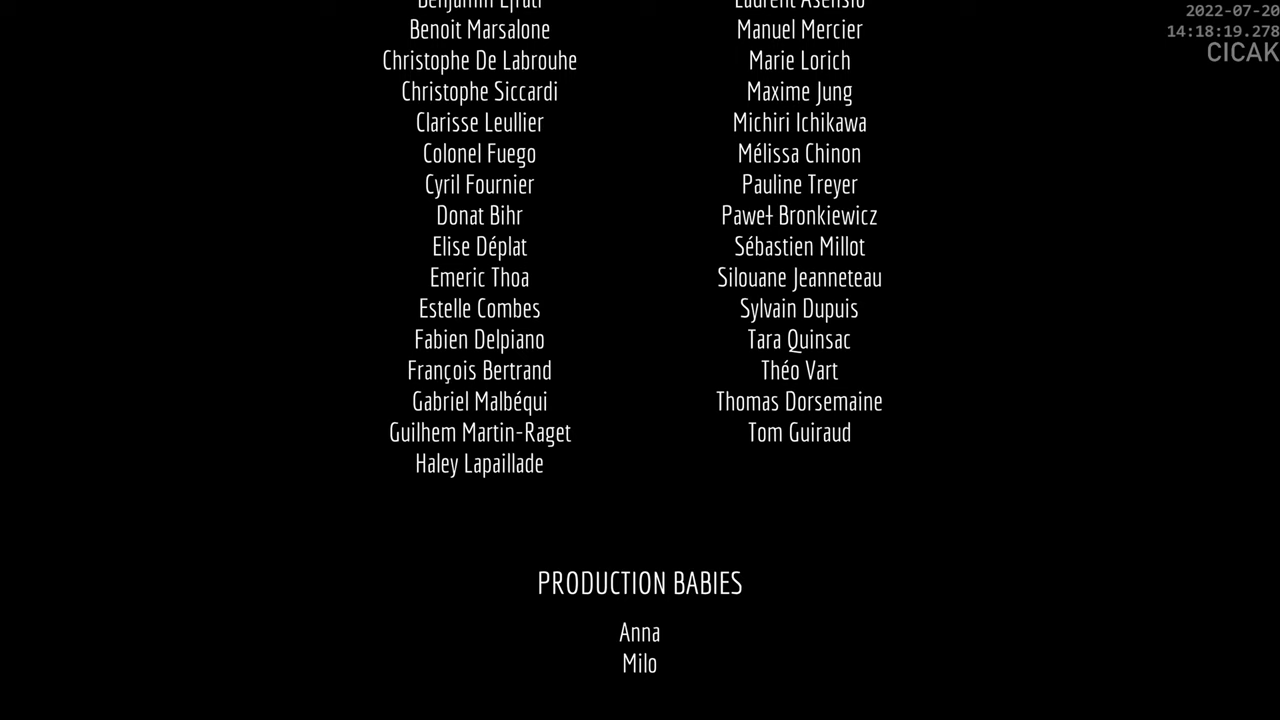 Benoit Marsalone
Christophe De Labrouhe
Christophe Siccardi
Clarisse Leullier
Colonel Fuego
Cyril Fournier
Donat Bihr
Elise Déplat
Emeric Thoa
Estelle Combes
Fabien Delpiano
François Bertrand
Gabriel Malbéqui
Guilhem Martin-Raget
Haley Lapaillade
Manuel Mercier
Marie Lorich
Maxime Jung
Michiri Ichikawa
Mélissa Chinon
Pauline Treyer
Paweł Bronkiewicz
Sébastien Millot
Silouane Jeanneteau
Sylvain Dupuis
Tara Quinsac
Théo Vart
Thomas Dorsemaine
Tom Guiraud
PRODUCTION BABIES
Anna
Milo
2022-07-20
14:18:19.278
CICAK